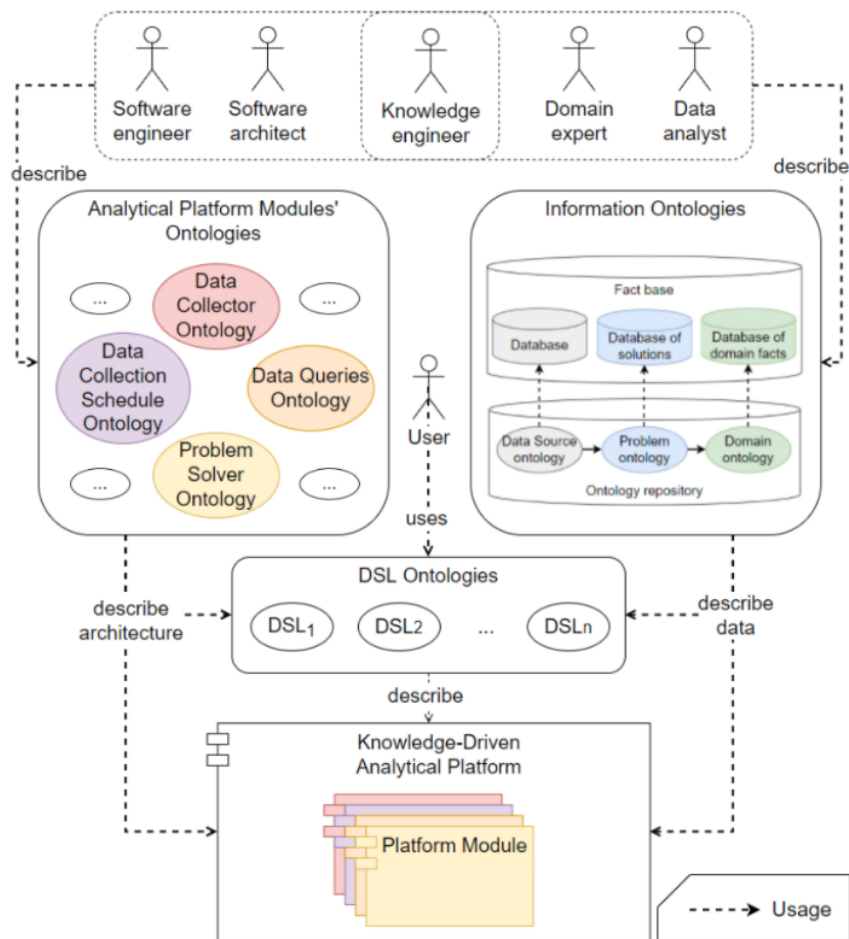 Software
engineer
Software
architect
Knowledge
engineer
Domain
expert
Data
analyst
describe
describe
Analytical Platform Modules'
Ontologies
...
Data
Collector
Ontology
...
Data
Collection
Schedule
Ontology
Data Queries
Ontology
Problem
Solver
Ontology
...
...
User
uses
Information Ontologies
Fact base
Database
Database of
solutions
Database of
domain facts
Data Source
ontology
Problem
ontology
Domain
ontology
Ontology repository
describe
architecture
DSL Ontologies
DSL1
DSL2
...
DSLn
describe
data
describe
Knowledge-Driven
Analytical Platform
Platform Module
Usage